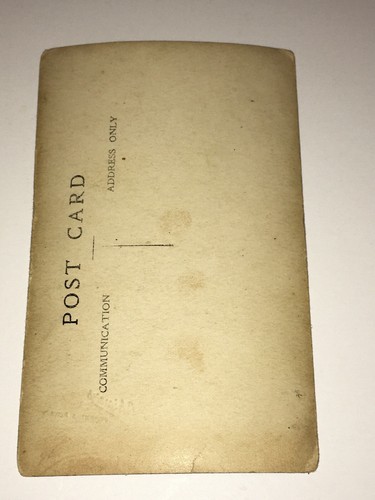 POST CARD
COMMUNICATION
ADDRESS ONLY